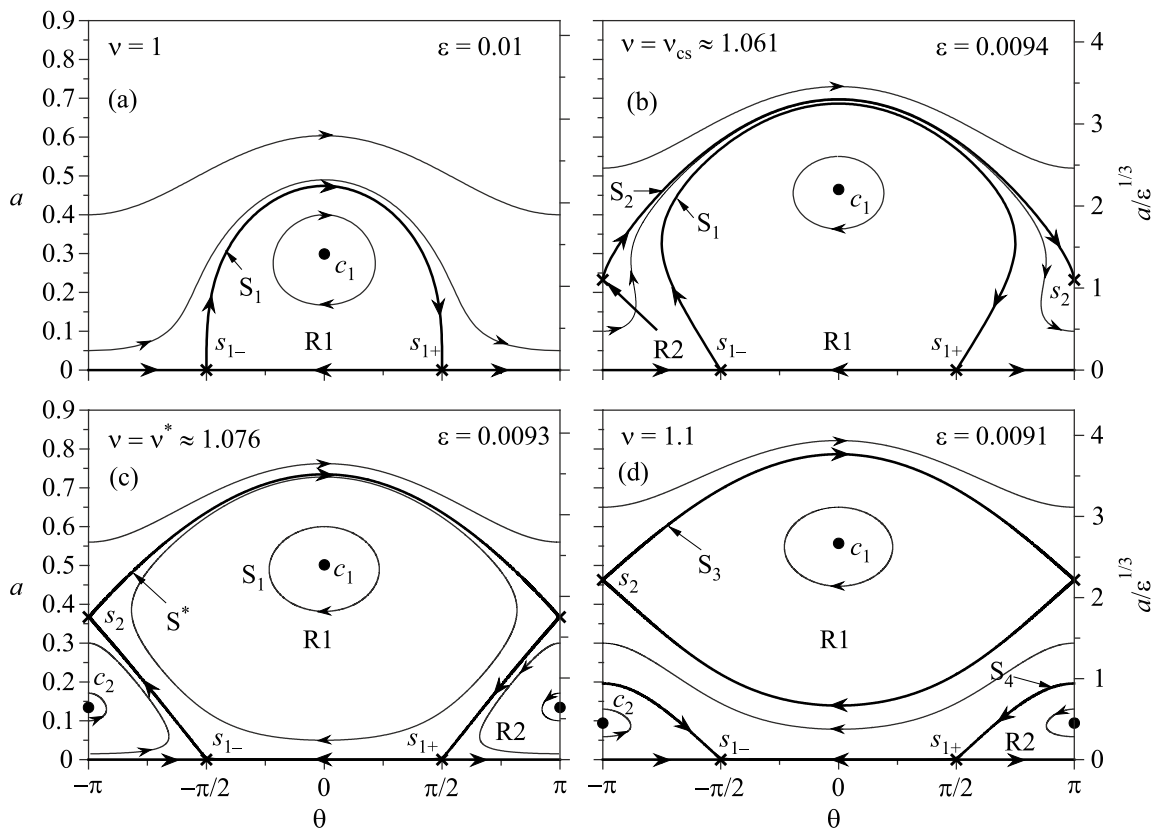 0.9 0.8 0.7 0.6 0.5 0.4 0.3 0.2 0.1 0
a
ν = 1 ε = 0.01
(a)
c1
S1
s1− R1 s1+
ν = νcs ≈ 1.061 ε = 0.0094
(b)
S2
S1
c1
s2
R2 s1− R1 s1+
4 3 2 1 0
a/ε^1/3
0.9 0.8 0.7 0.6 0.5 0.4 0.3 0.2 0.1 0
a
ν = ν* ≈ 1.076 ε = 0.0093
(c)
S1 c1
s2 S*
R1
c2
R2
s1− s1+
−π −π/2 0 π/2 π
θ
ν = 1.1 ε = 0.0091
(d)
c1
S3
s2
R1
S4
c2
s1− s1+ R2
−π −π/2 0 π/2 π
θ
4 3 2 1 0
a/ε^1/3